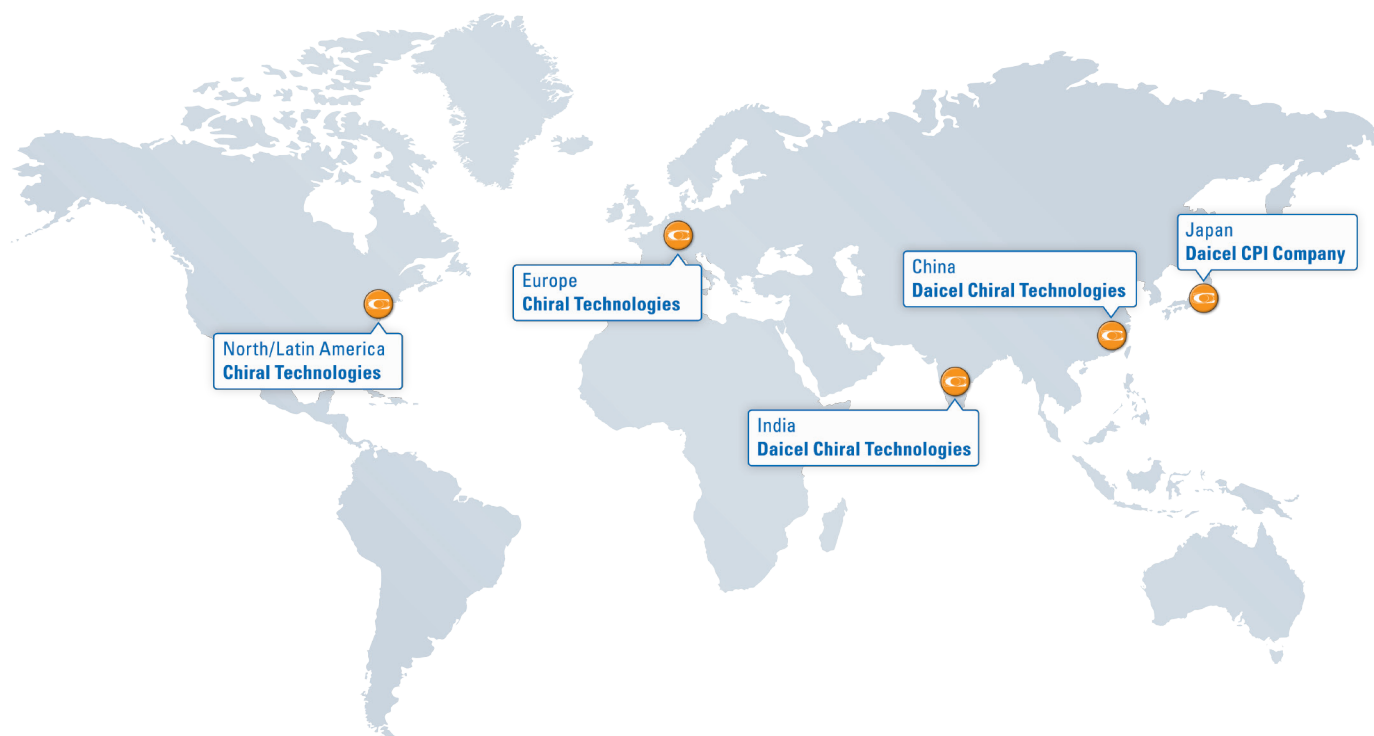 Japan
Daicel CPI Company
China
Daicel Chiral Technologies
Europe
Chiral Technologies
North/Latin America
Chiral Technologies
India
Daicel Chiral Technologies